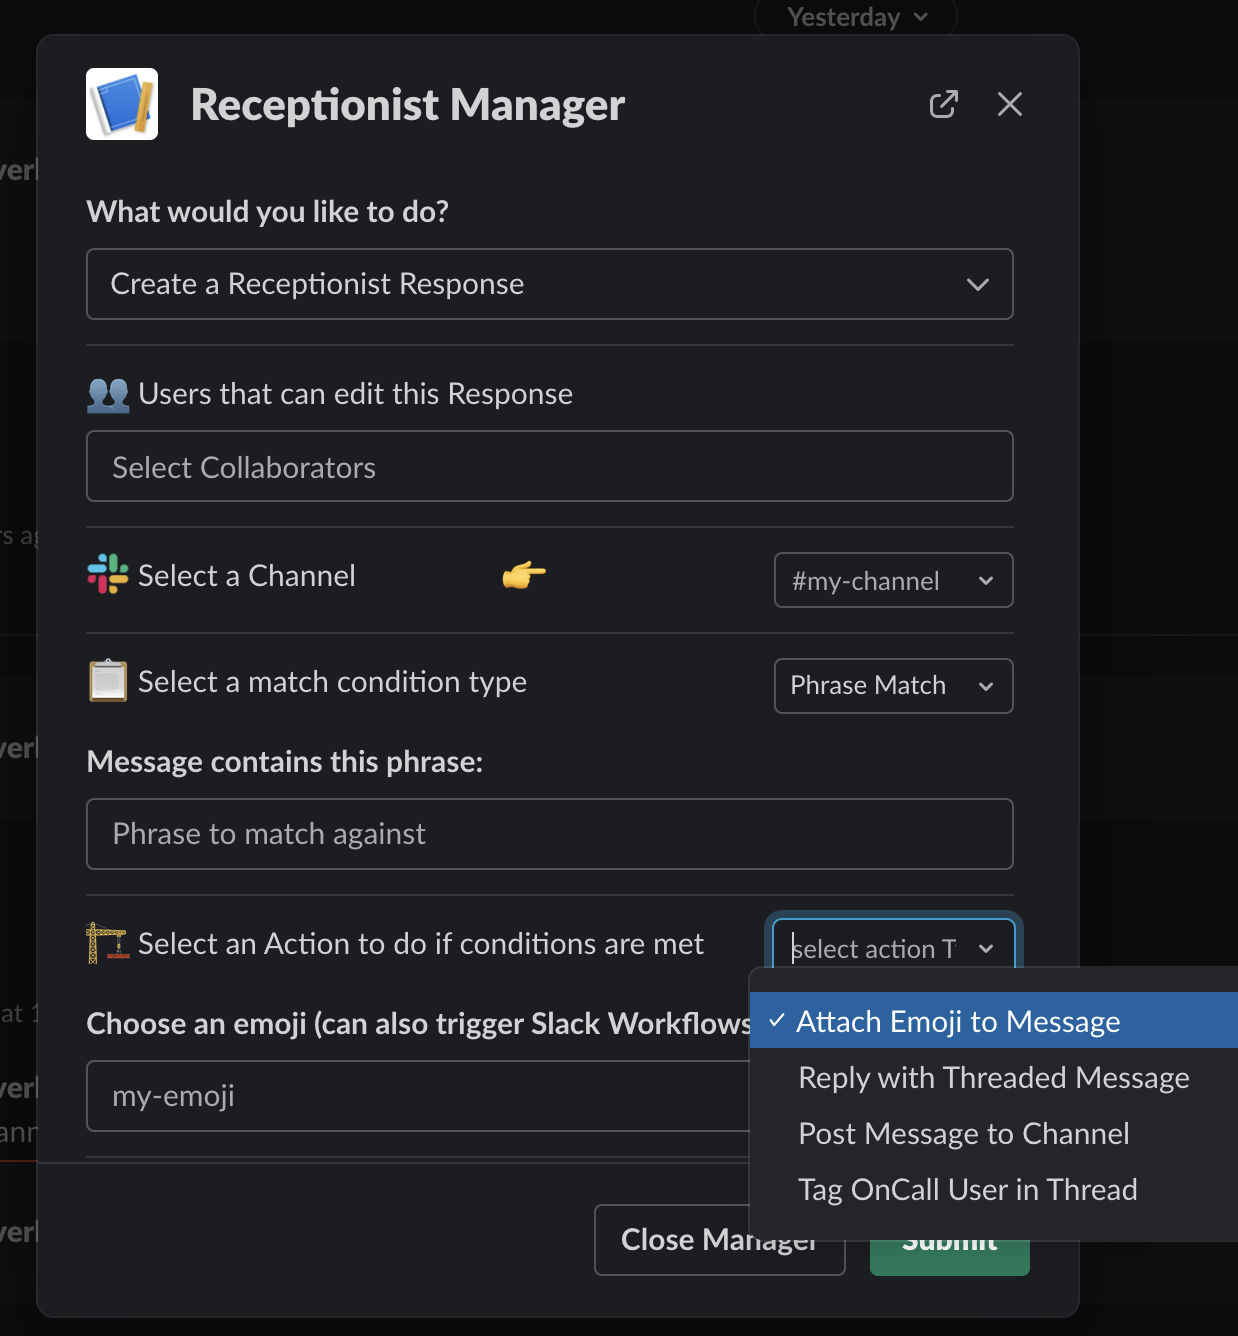 Yesterday
Receptionist Manager
What would you like to do?
Create a Receptionist Response
Users that can edit this Response
Select Collaborators
Select a Channel
#my-channel
Select a match condition type
Phrase Match
Message contains this phrase:
Phrase to match against
Select an Action to do if conditions are met
select action T
Choose an emoji (can also trigger Slack Workflows
Attach Emoji to Message
Reply with Threaded Message
my-emoji
Post Message to Channel
Tag OnCall User in Thread
Close Manager
Submit